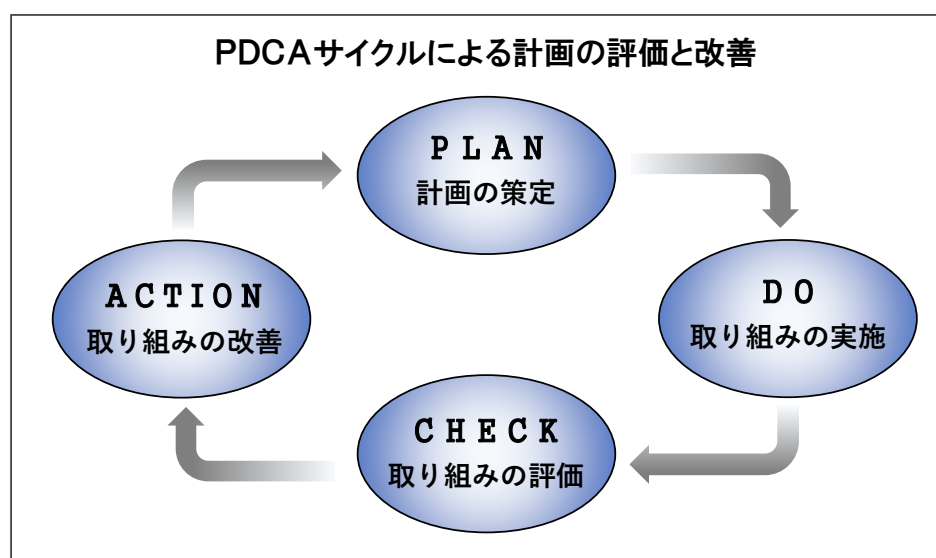 PDCAサイクルによる計画の評価と改善
PLAN
計画の策定
DO
取り組みの実施
CHECK
取り組みの評価
ACTION
取り組みの改善